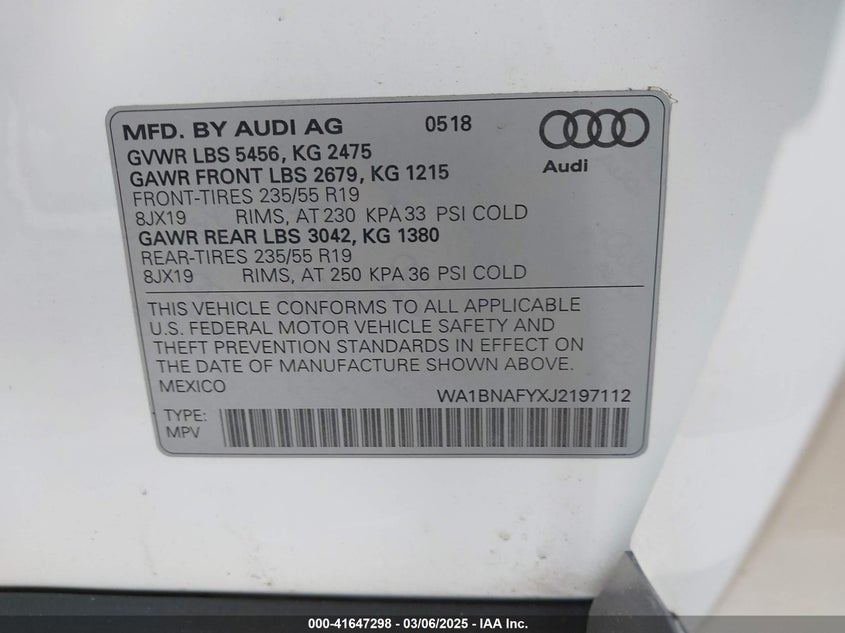 MFD. BY AUDI AG 0518
Audi
GVWR LBS 5456, KG 2475
GAWR FRONT LBS 2679, KG 1215
FRONT-TIRES 235/55 R19
8JX19 RIMS, AT 230 KPA 33 PSI COLD
GAWR REAR LBS 3042, KG 1380
REAR-TIRES 235/55 R19
8JX19 RIMS, AT 250 KPA 36 PSI COLD
THIS VEHICLE CONFORMS TO ALL APPLICABLE
U.S. FEDERAL MOTOR VEHICLE SAFETY AND
THEFT PREVENTION STANDARDS IN EFFECT ON
THE DATE OF MANUFACTURE SHOWN ABOVE.
MEXICO WA1BNAFYXJ2197112
TYPE:
MPV
000-41647298 - 03/06/2025 - IAA Inc.